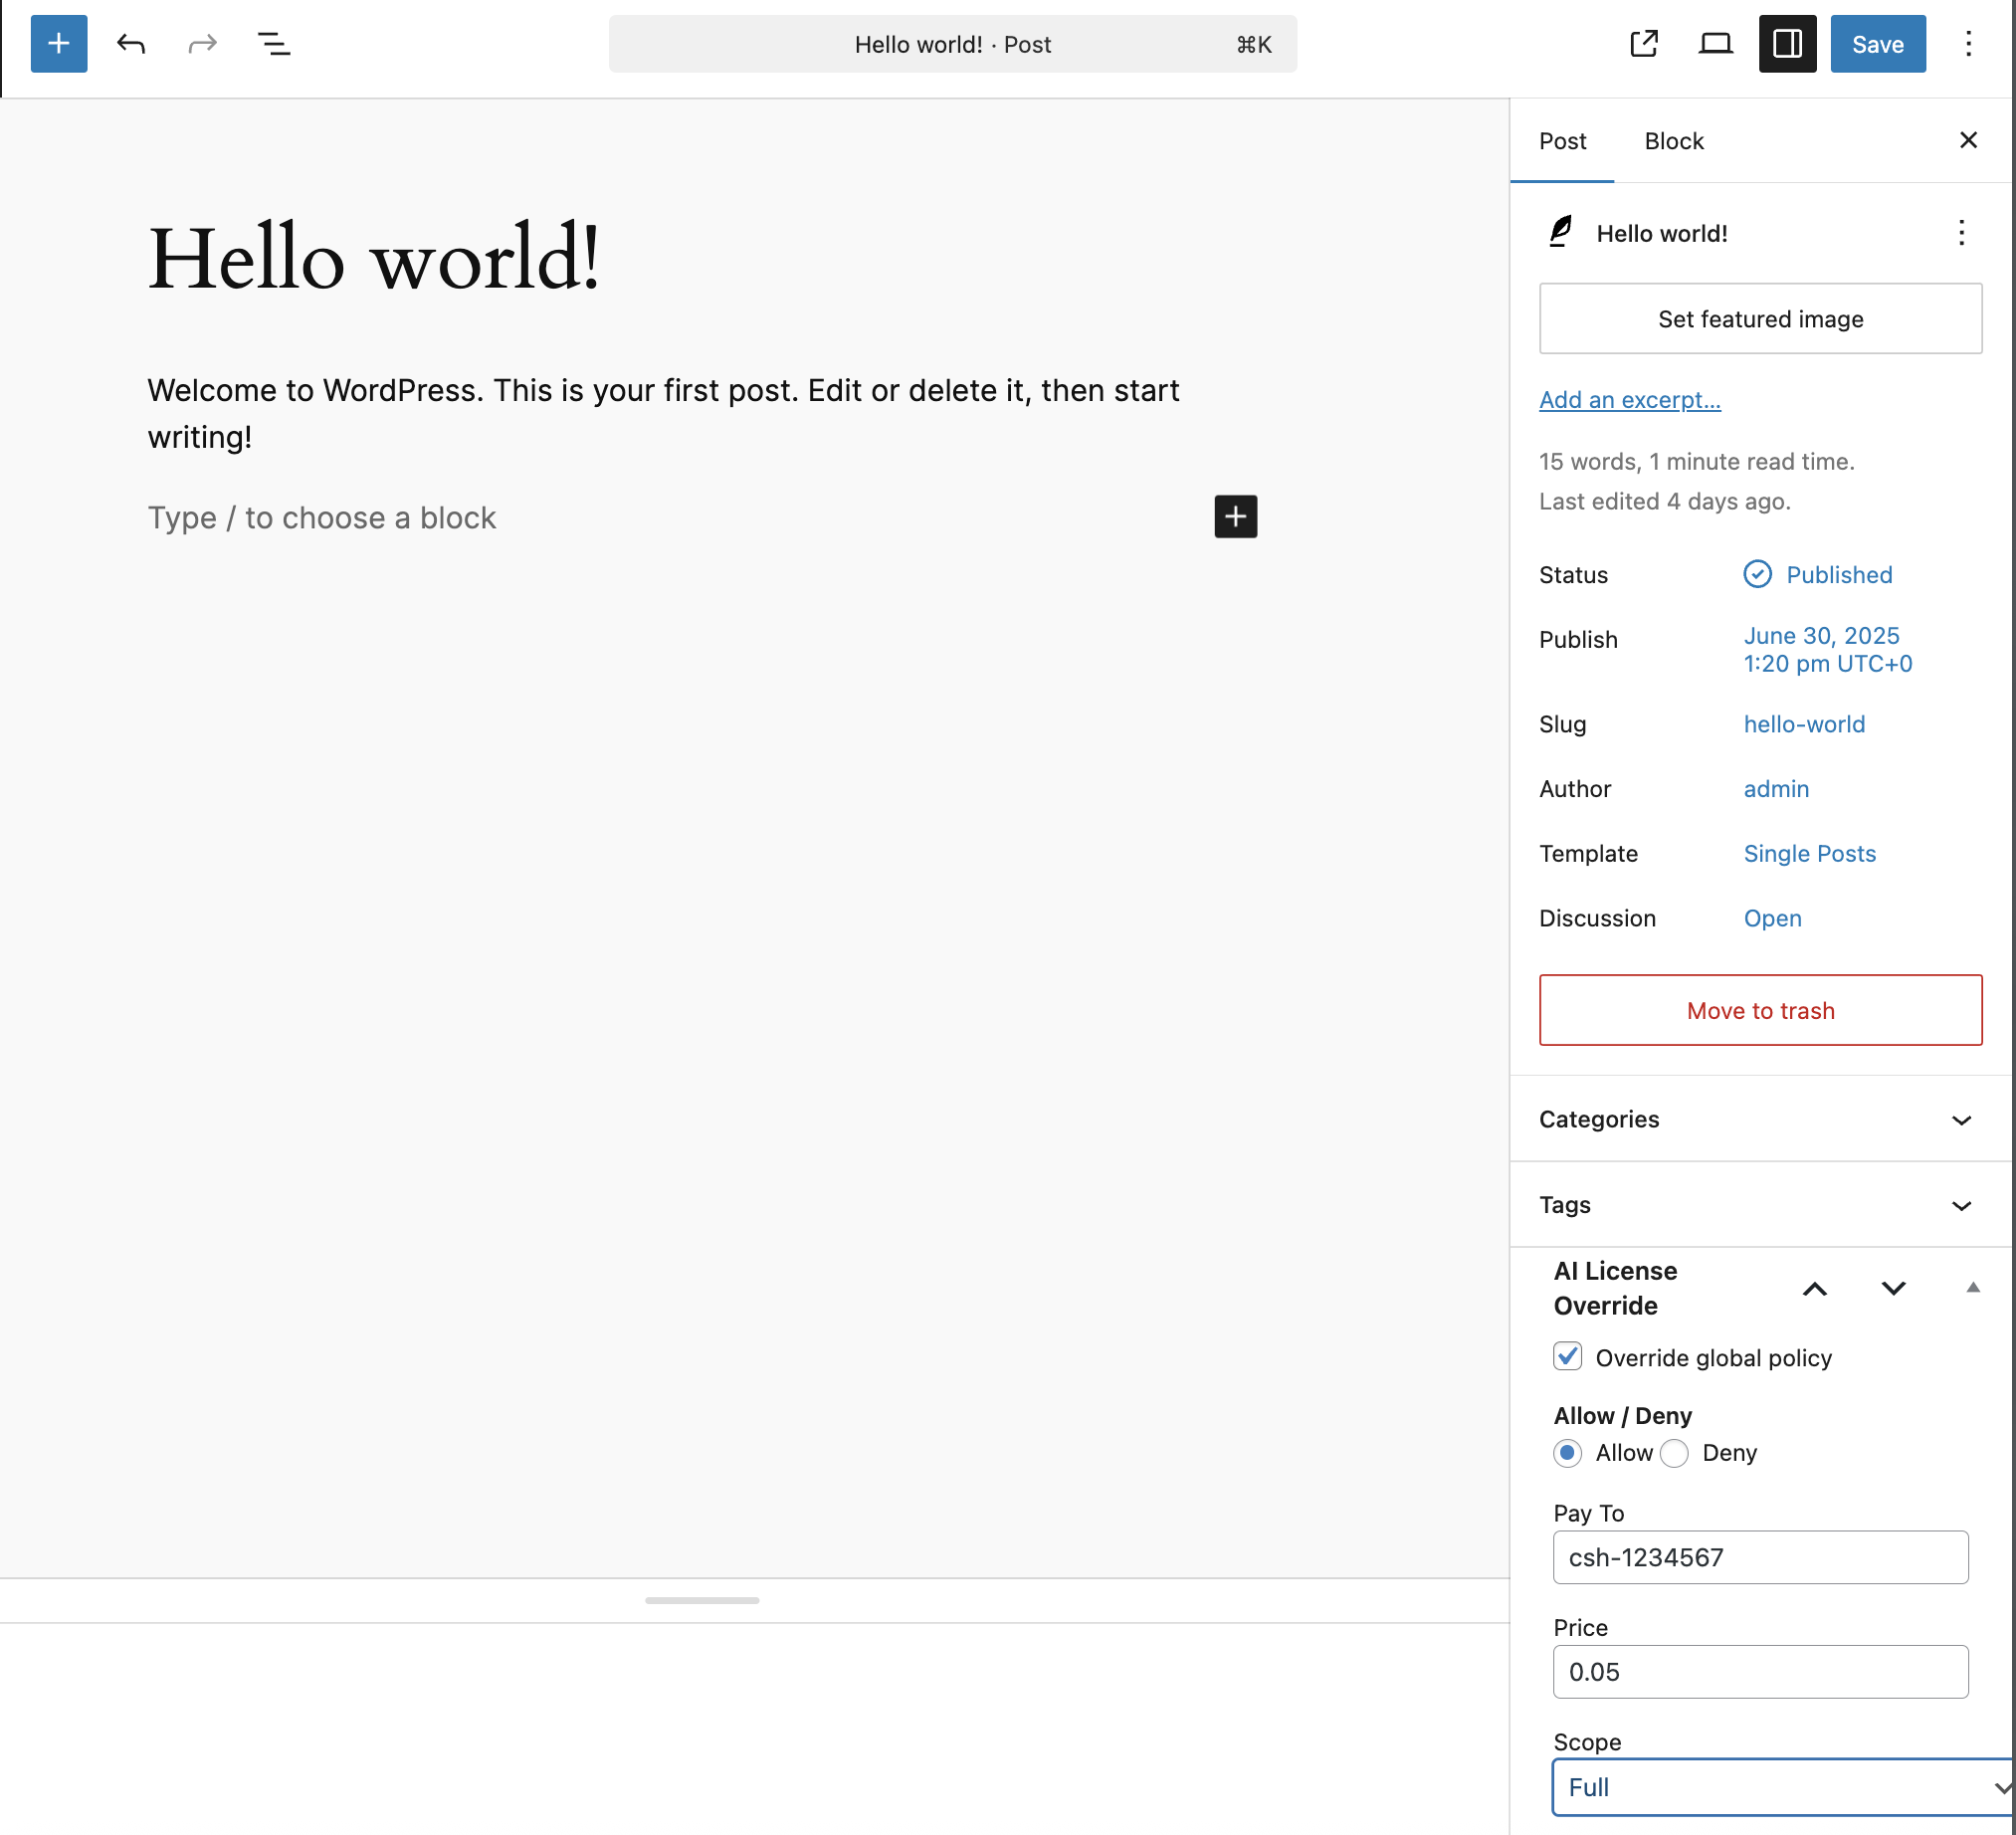 Hello world! · Post ⌘K
Save
Post Block
Hello world!
Hello world!
Set featured image
Add an excerpt...
Welcome to WordPress. This is your first post. Edit or delete it, then start
writing!
Type / to choose a block
15 words, 1 minute read time.
Last edited 4 days ago.
Status Published
Publish June 30, 2025
1:20 pm UTC+0
Slug hello-world
Author admin
Template Single Posts
Discussion Open
Move to trash
Categories
Tags
AI License
Override
Override global policy
Allow / Deny
Allow Deny
Pay To
csh-1234567
Price
0.05
Scope
Full